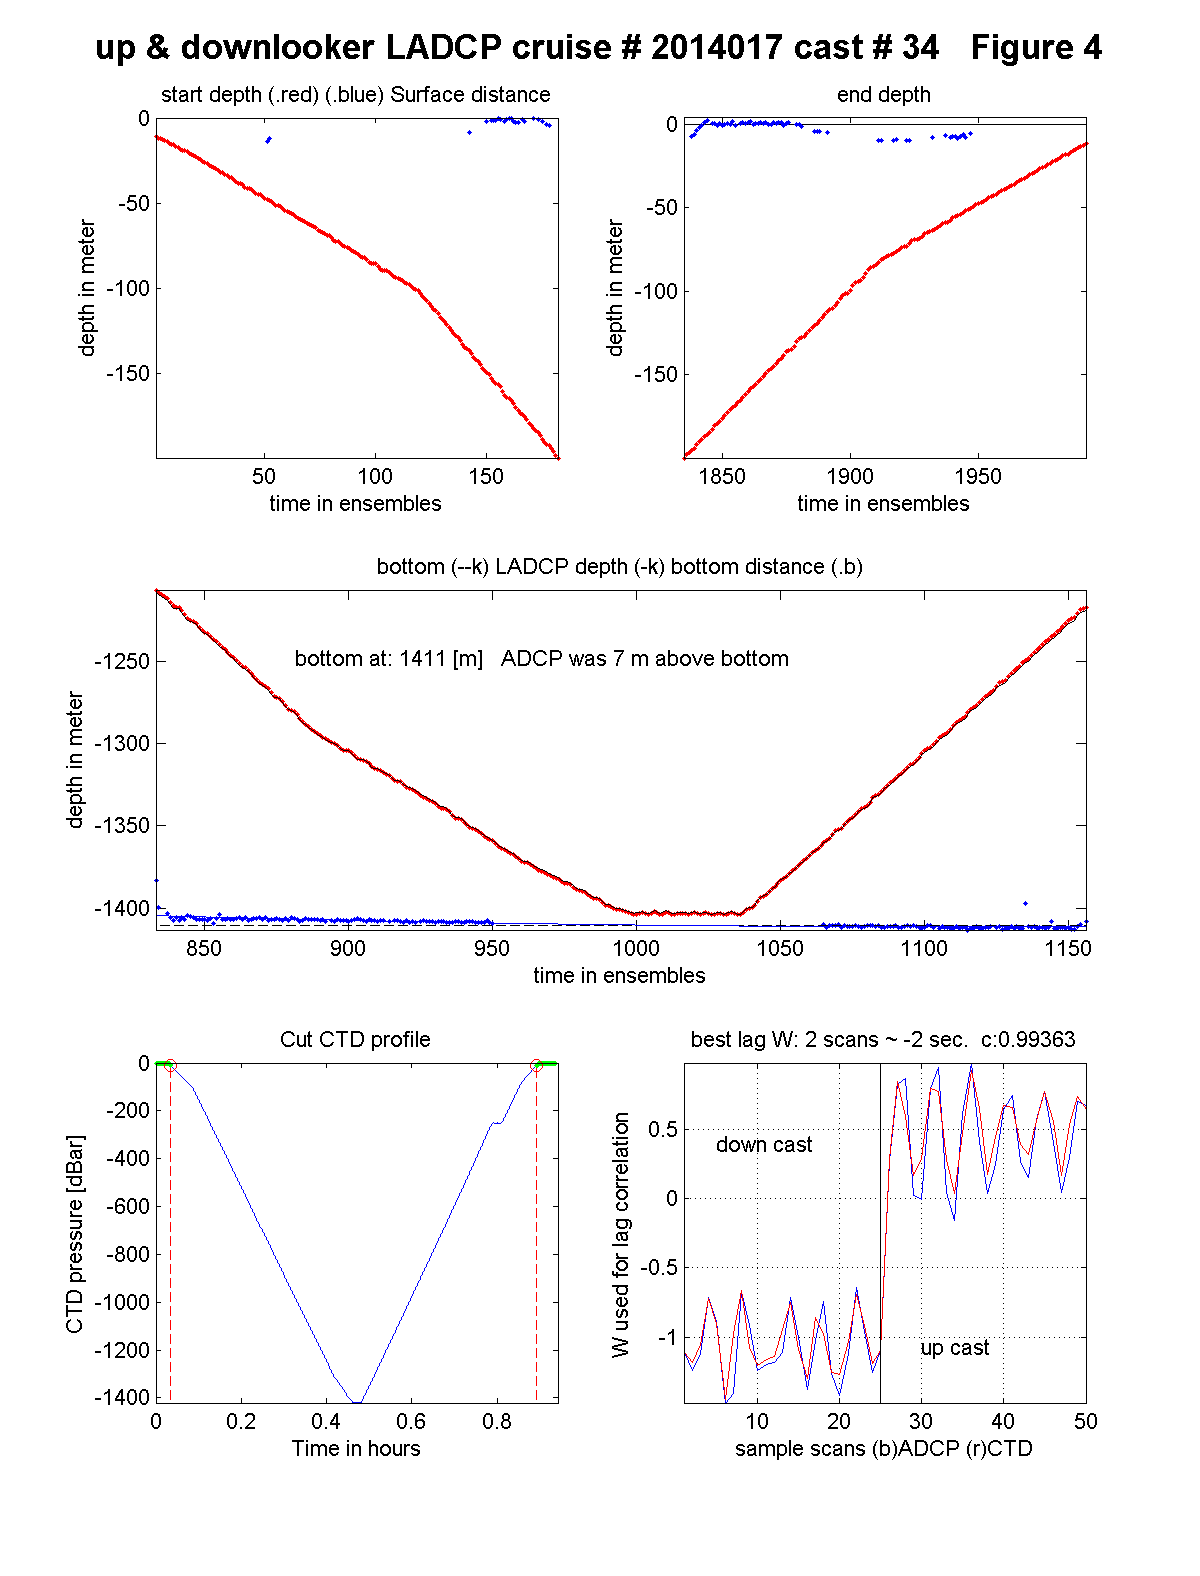 up & downlooker LADCP cruise # 2014017 cast # 34   Figure 4
start depth (.red) (.blue) Surface distance
0
-50
-100
-150
depth in meter
50 100 150
time in ensembles
end depth
0
-50
-100
-150
depth in meter
1850 1900 1950
time in ensembles
bottom (--k) LADCP depth (-k) bottom distance (.b)
bottom at: 1411 [m]   ADCP was 7 m above bottom
-1250
-1300
-1350
-1400
depth in meter
850 900 950 1000 1050 1100 1150
time in ensembles
Cut CTD profile
0
-200
-400
-600
-800
-1000
-1200
-1400
CTD pressure [dBar]
0 0.2 0.4 0.6 0.8
Time in hours
best lag W: 2 scans ~ -2 sec.  c:0.99363
0.5
0
-0.5
-1
W used for lag correlation
down cast
up cast
10 20 30 40 50
sample scans (b)ADCP (r)CTD